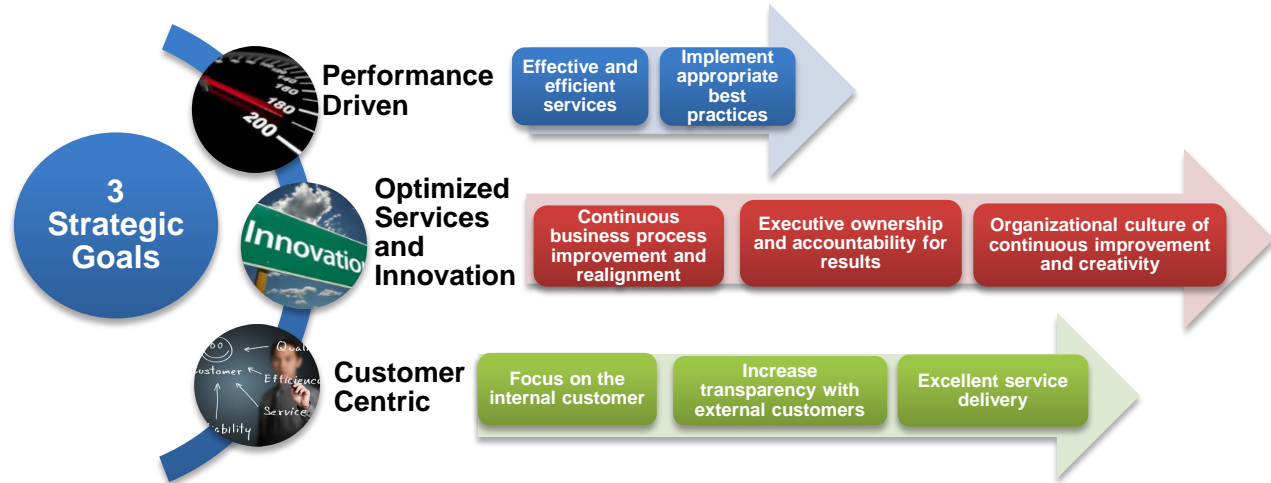 3
Strategic
Goals
Performance
Driven
Effective and
efficient
services
Implement
appropriate
best
practices
160
180
200
Optimized
Services
and
Innovation
Innovatio
Continuous
business process
improvement and
realignment
Executive ownership
and accountability for
results
Organizational culture of
continuous improvement
and creativity
Customer
Centric
Quali
ustomer
Efficience
Service
iability
Focus on the
internal customer
Increase
transparency with
external customers
Excellent service
delivery